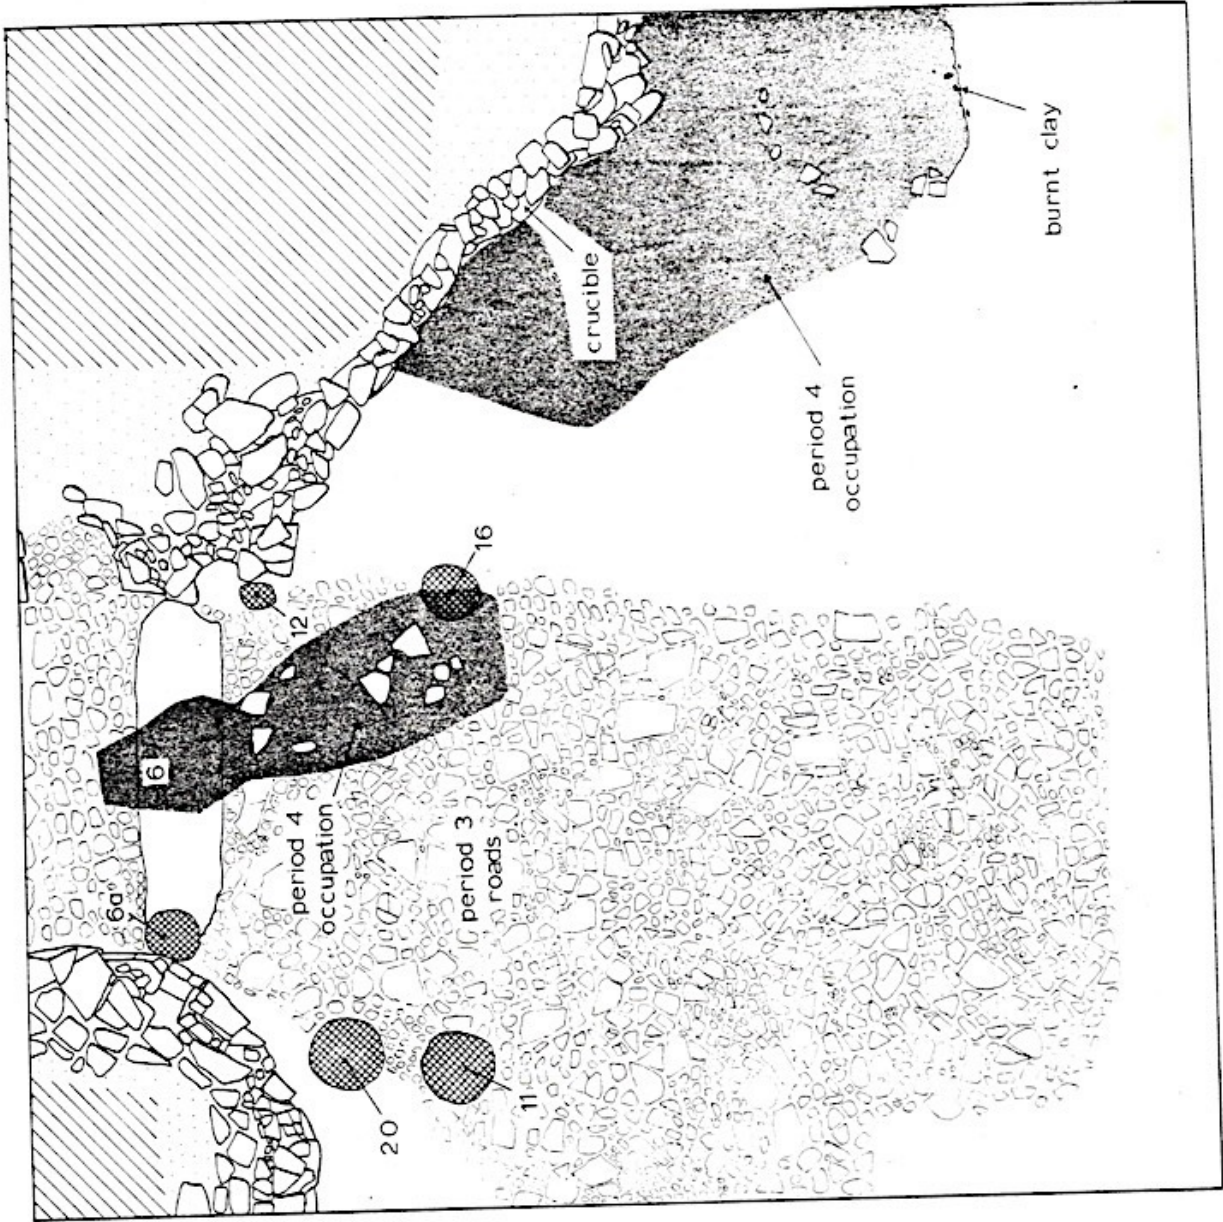 6a
6
12
period 4
occupation
20
period 3
roads
16
11
crucible
period 4
occupation
burnt clay